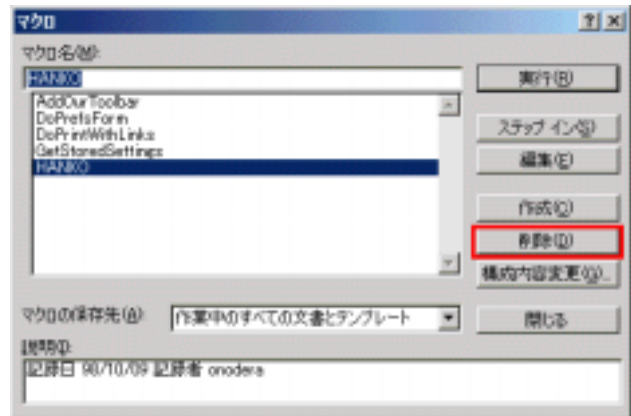 マクロ
マクロ名(M):
HANKO
AddOurToolbar
DoPrefsForm
DoPrintWithLinks
GetStoredSettings
HANKO
実行(R)
ステップ イン(S)
編集(E)
作成(C)
削除(D)
構成内容変更(G)...
マクロの保存先(A):
作業中のすべての文書とテンプレート
閉じる
説明(I):
記録日 98/10/09 記録者 onodera